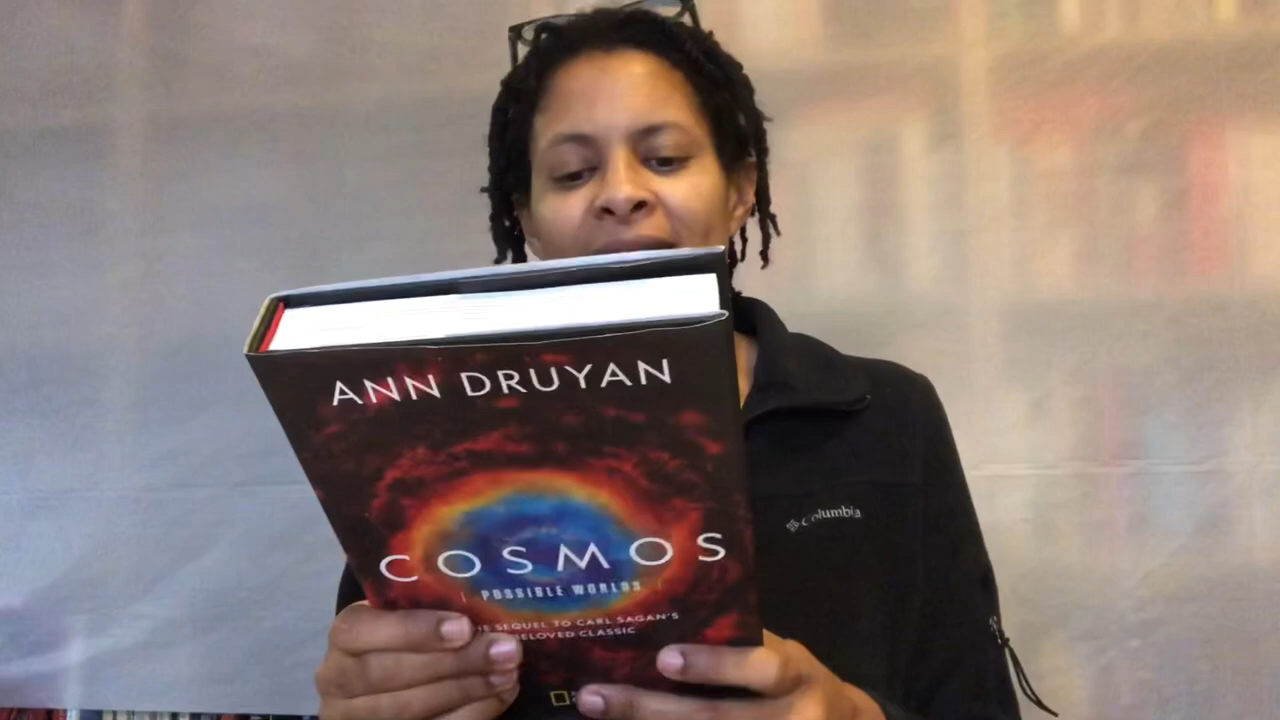 ANN DRUYAN
COSMOS
POSSIBLE WORLDS
SEQUEL TO CARL SAGAN'S
BELOVED CLASSIC
Columbia